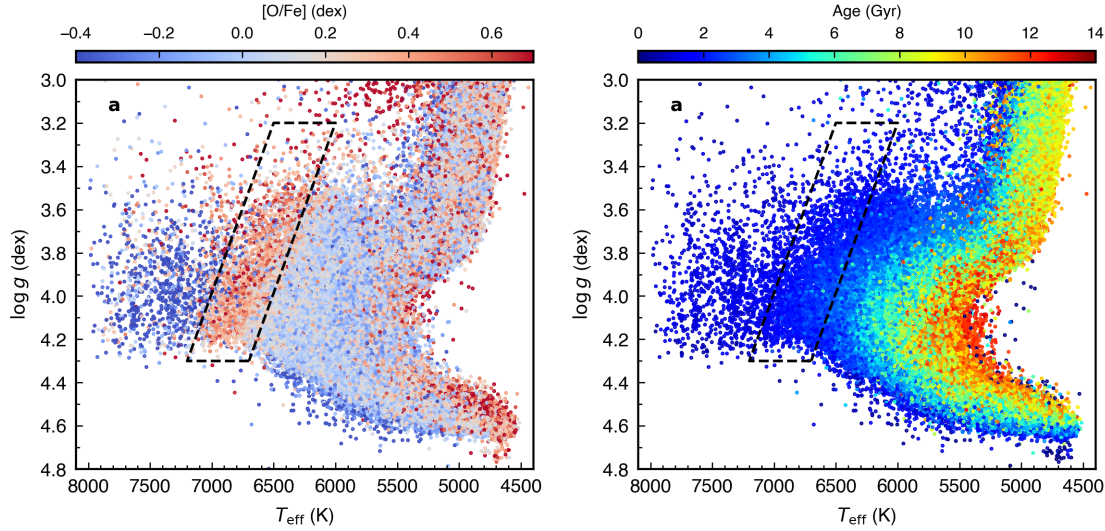 [O/Fe] (dex)
−0.4 −0.2 0.0 0.2 0.4 0.6
a
3.0
3.2
3.4
3.6
3.8
4.0
4.2
4.4
4.6
4.8
log g (dex)
8000 7500 7000 6500 6000 5500 5000 4500
Teff (K)
Age (Gyr)
0 2 4 6 8 10 12 14
a
3.0
3.2
3.4
3.6
3.8
4.0
4.2
4.4
4.6
4.8
log g (dex)
8000 7500 7000 6500 6000 5500 5000 4500
Teff (K)